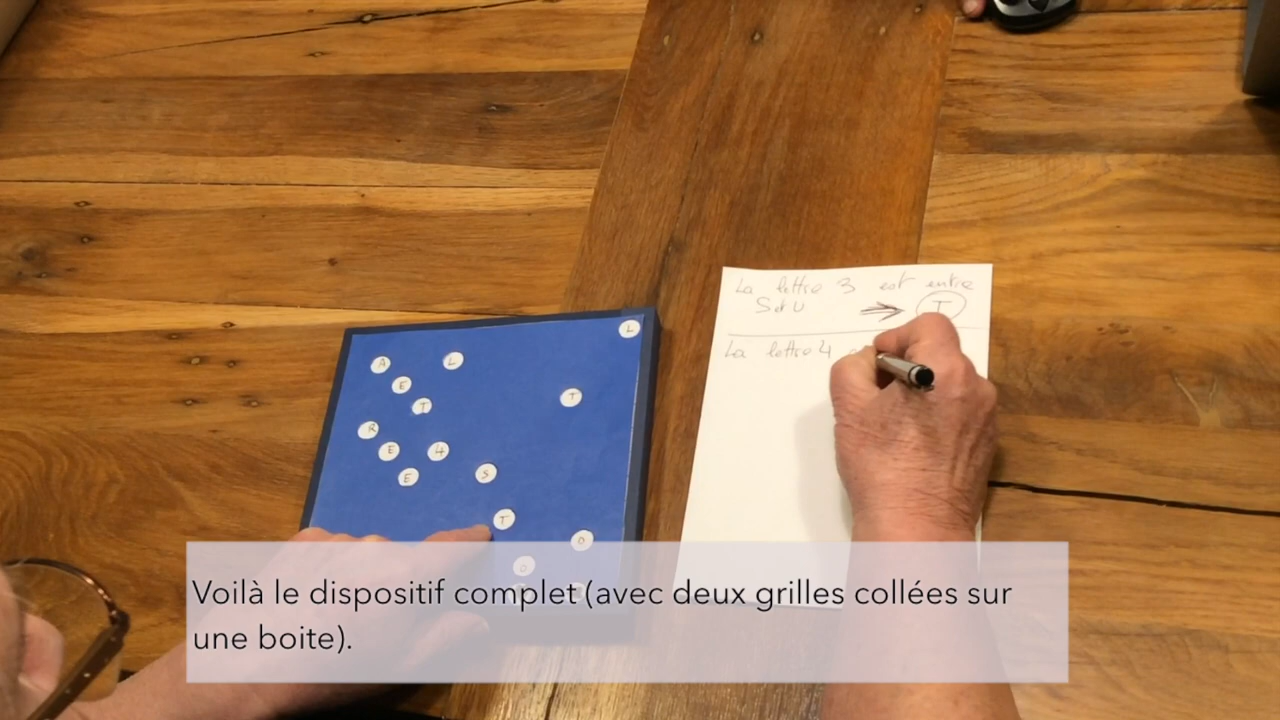 L
A
L
E
T
T
R
E
4
E
S
T
O
O
La lettre 3 est entre
S et U
T
La lettre 4
Voilà le dispositif complet (avec deux grilles collées sur
une boite).